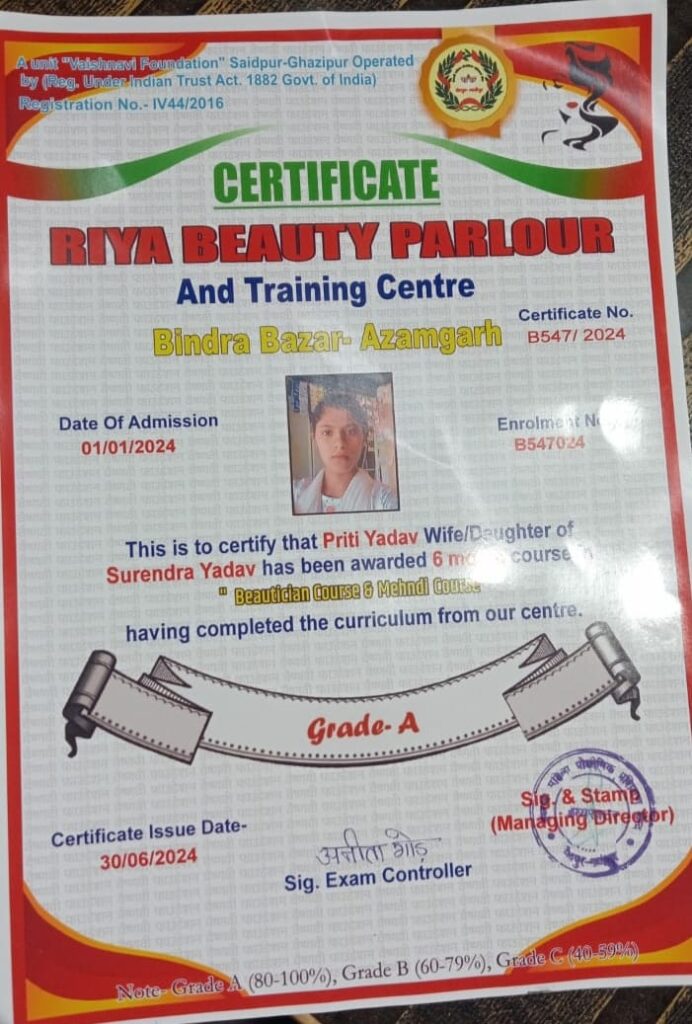 A unit "Vaishnavi Foundation" Saidpur-Ghazipur Operated
by (Reg. Under Indian Trust Act. 1882 Govt. of India)
Registration No.- IV44/2016
CERTIFICATE
RIYA BEAUTY PARLOUR
And Training Centre
Bindra Bazar- Azamgarh
Certificate No.
B547/ 2024
Date Of Admission
01/01/2024
Enrolment
B547024
This is to certify that Priti Yadav Wife/Daughter of
Surendra Yadav has been awarded 6 course
" Beautician Course & Mehndi Course
having completed the curriculum from our centre.
Grade- A
Certificate Issue Date-
30/06/2024
Sig. Exam Controller
Sig. & Stamp
(Managing Director)
Note- Grade A (80-100%), Grade B (60-79%), Grade C (40-59%)